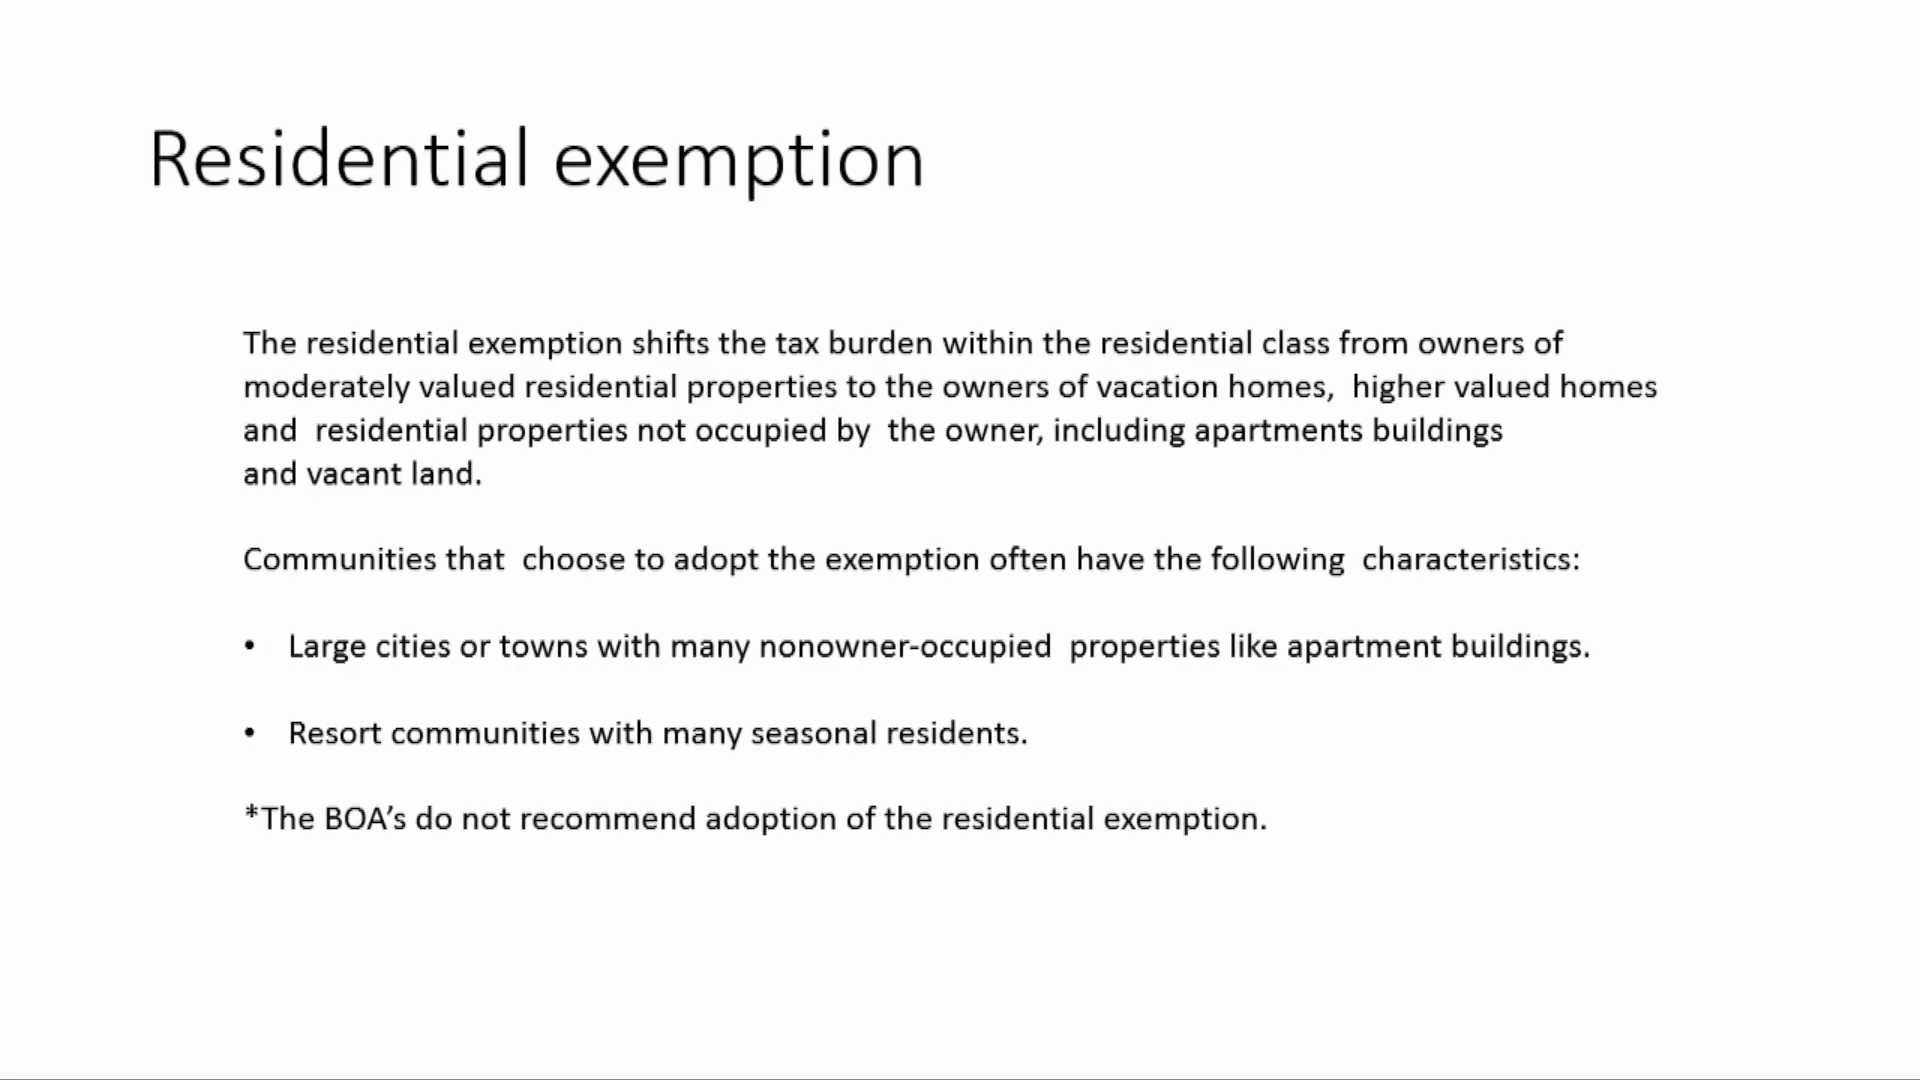 Residential exemption
The residential exemption shifts the tax burden within the residential class from owners of
moderately valued residential properties to the owners of vacation homes,  higher valued homes
and  residential properties not occupied by  the owner, including apartments buildings
and vacant land.
Communities that  choose to adopt the exemption often have the following  characteristics:
• Large cities or towns with many nonowner-occupied  properties like apartment buildings.
• Resort communities with many seasonal residents.
*The BOA’s do not recommend adoption of the residential exemption.